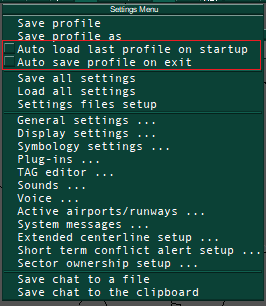 Settings Menu
Save profile
Save profile as
Auto load last profile on startup
Auto save profile on exit
Save all settings
Load all settings
Settings files setup
General settings ...
Display settings ...
Symbology settings ...
Plug-ins ...
TAG editor ...
Sounds ...
Voice ...
Active airports/runways ...
System messages ...
Extended centerline setup ...
Short term conflict alert setup ...
Sector ownership setup ...
Save chat to a file
Save chat to the clipboard